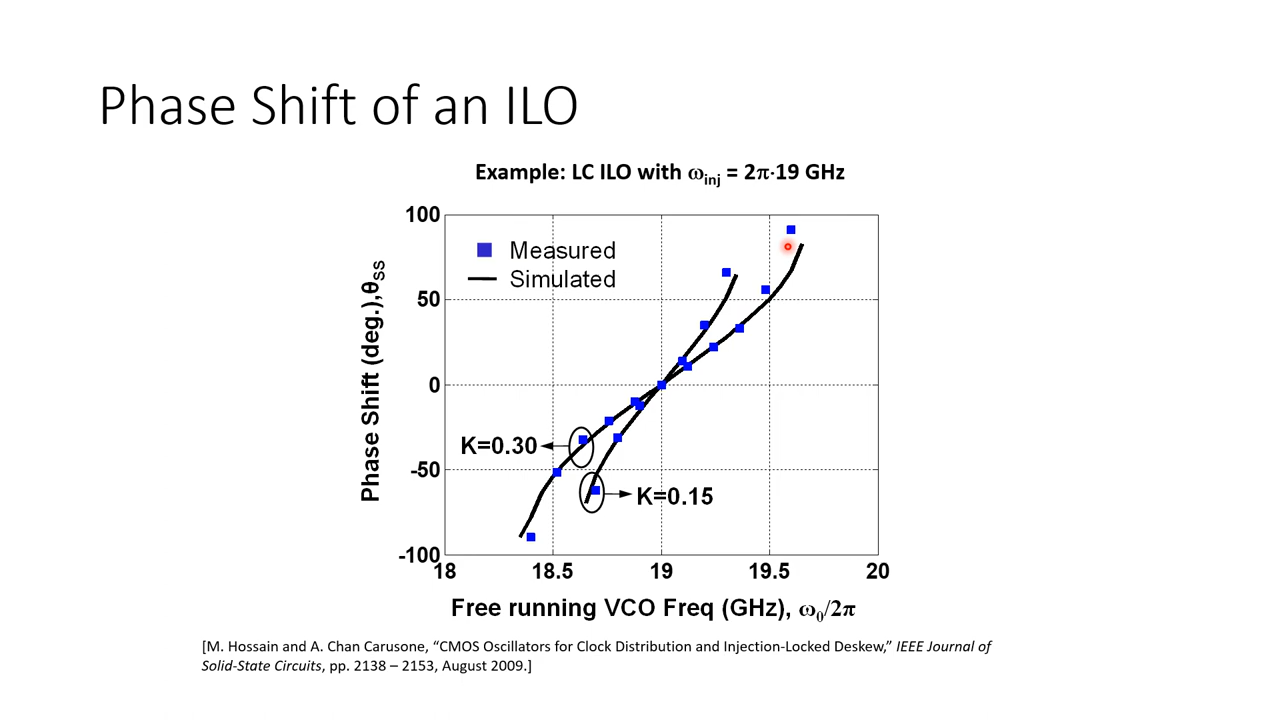 Phase Shift of an ILO
Example: LC ILO with ωinj = 2π·19 GHz
100
50
0
-50
-100
Phase Shift (deg.),θSS
Measured
Simulated
K=0.30
K=0.15
18
18.5
19
19.5
20
Free running VCO Freq (GHz), ω0/2π
[M. Hossain and A. Chan Carusone, “CMOS Oscillators for Clock Distribution and Injection-Locked Deskew,” IEEE Journal of
Solid-State Circuits, pp. 2138 – 2153, August 2009.]